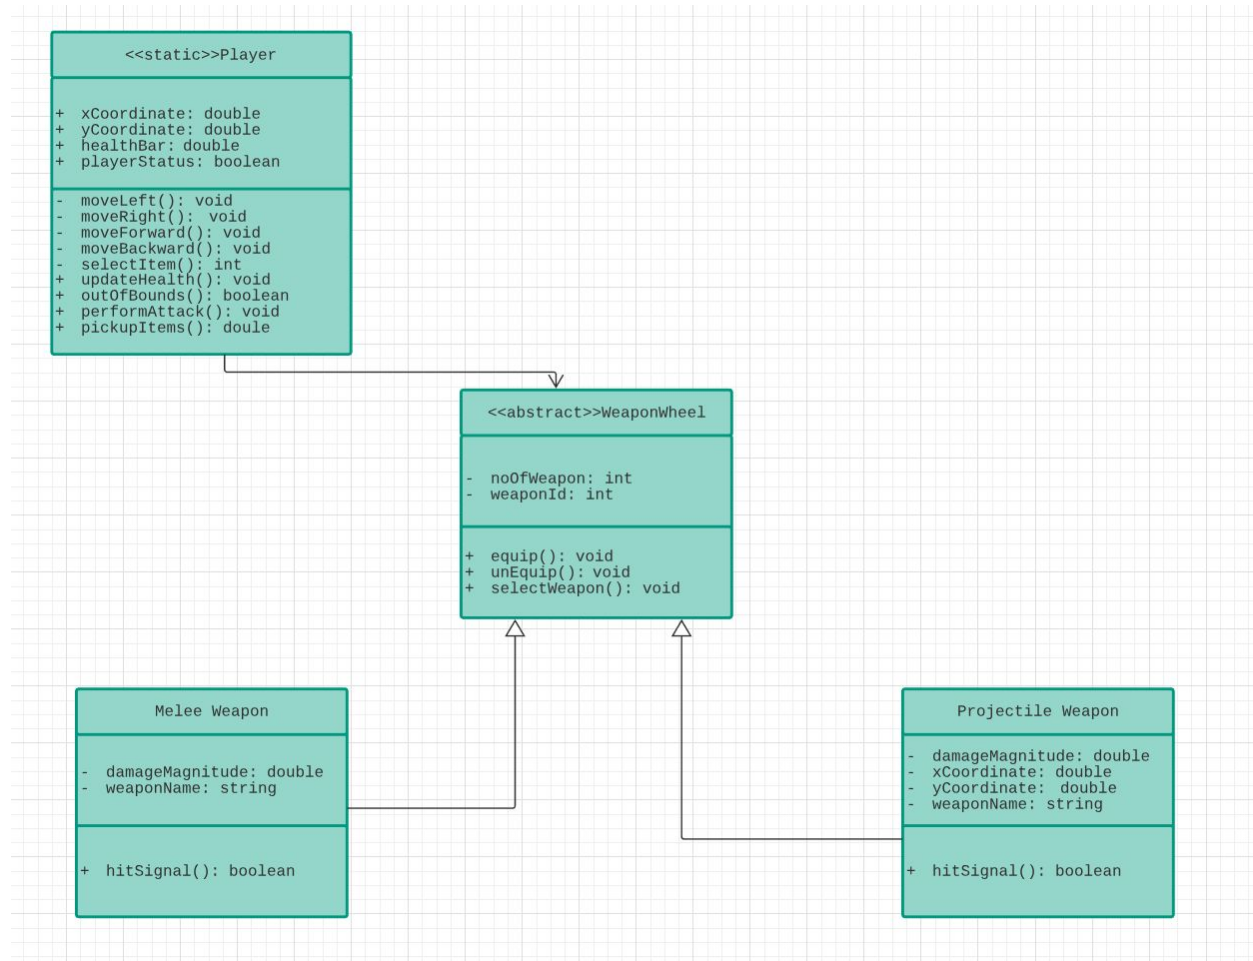 <<static>>Player
+ xCoordinate: double
+ yCoordinate: double
+ healthBar: double
+ playerStatus: boolean
- moveLeft(): void
- moveRight(): void
- moveForward(): void
- moveBackward(): void
- selectItem(): int
+ updateHealth(): void
+ outOfBounds(): boolean
+ performAttack(): void
+ pickupItems(): doule
<<abstract>>WeaponWheel
- noOfWeapon: int
- weaponId: int
+ equip(): void
+ unEquip(): void
+ selectWeapon(): void
Melee Weapon
- damageMagnitude: double
- weaponName: string
+ hitSignal(): boolean
Projectile Weapon
- damageMagnitude: double
- xCoordinate: double
- yCoordinate: double
- weaponName: string
+ hitSignal(): boolean